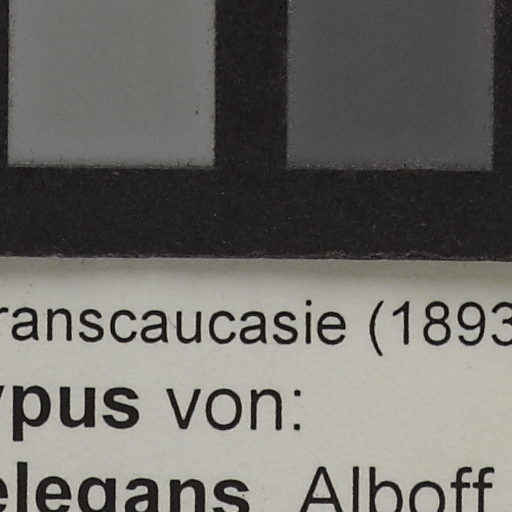 ranscaucasie (1893
ypus von:
elegans Alboff